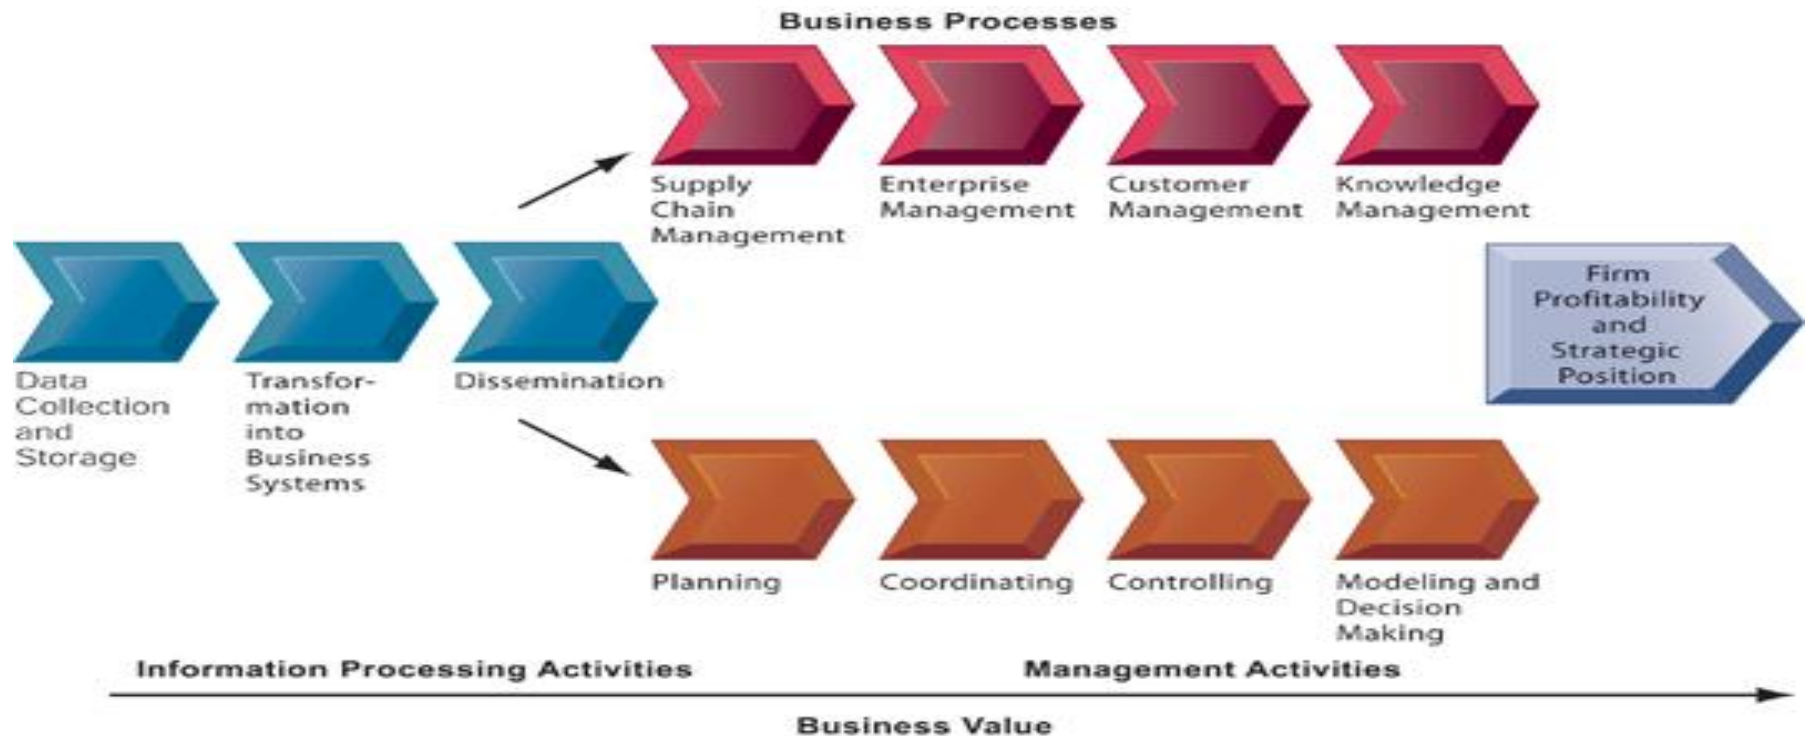 Business Processes
Supply
Chain
Management
Enterprise
Management
Customer
Management
Knowledge
Management
Data
Collection
and
Storage
Transfor-
mation
into
Business
Systems
Dissemination
Firm
Profitability
and
Strategic
Position
Planning
Coordinating
Controlling
Modeling and
Decision
Making
Information Processing Activities
Management Activities
Business Value